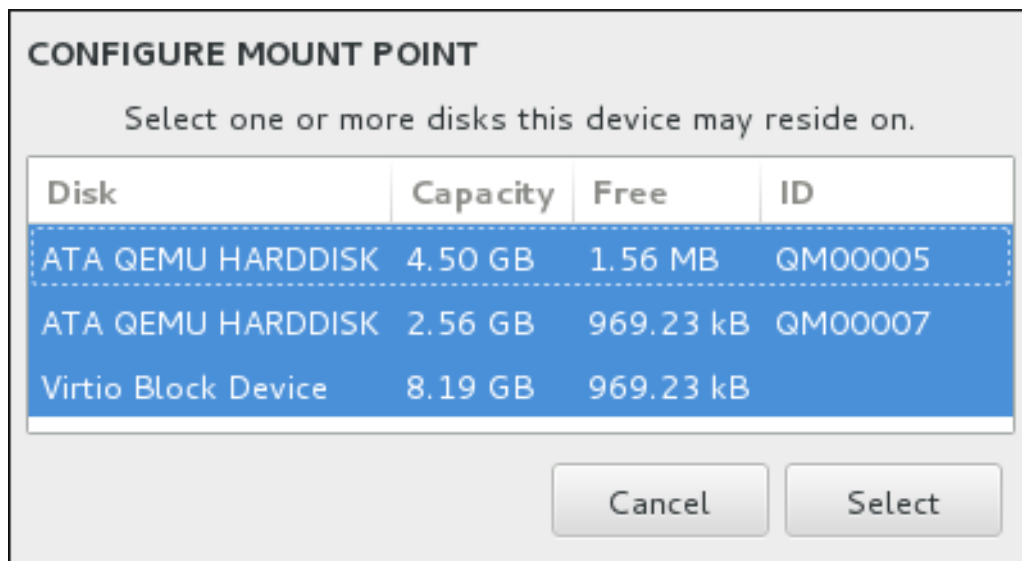 CONFIGURE MOUNT POINT
Select one or more disks this device may reside on.
Disk Capacity Free ID
ATA QEMU HARDDISK 4.50 GB 1.56 MB QM00005
ATA QEMU HARDDISK 2.56 GB 969.23 kB QM00007
Virtio Block Device 8.19 GB 969.23 kB
Cancel Select